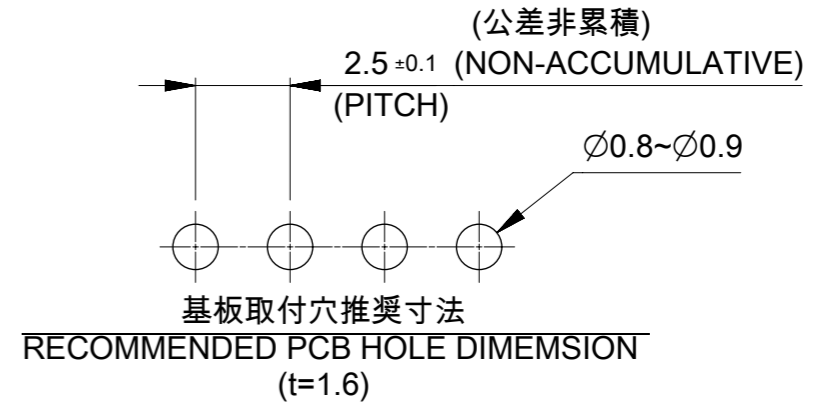 (公差非累積)
2.5 ±0.1 (NON-ACCUMULATIVE)
(PITCH)
∅0.8~∅0.9
基板取付穴推奨寸法
RECOMMENDED PCB HOLE DIMEMSION
(t=1.6)